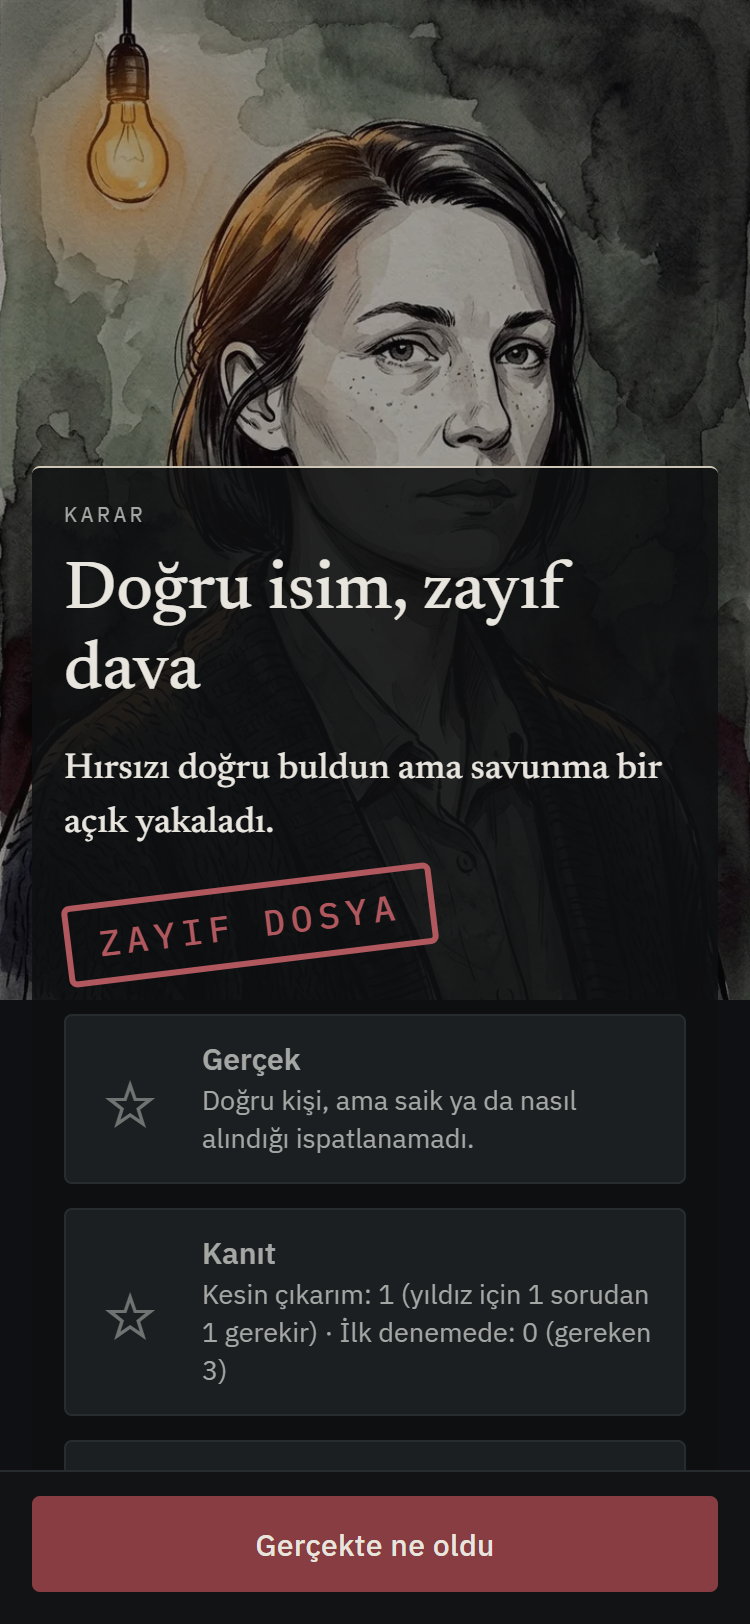 KARAR
Doğru isim, zayıf
dava
Hırsızı doğru buldun ama savunma bir
açık yakaladı.
ZAYIF DOSYA
Gerçek
Doğru kişi, ama saik ya da nasıl
alındığı ispatlanamadı.
Kanıt
Kesin çıkarım: 1 (yıldız için 1 sorudan
1 gerekir) · İlk denemede: 0 (gereken
3)
Gerçekte ne oldu